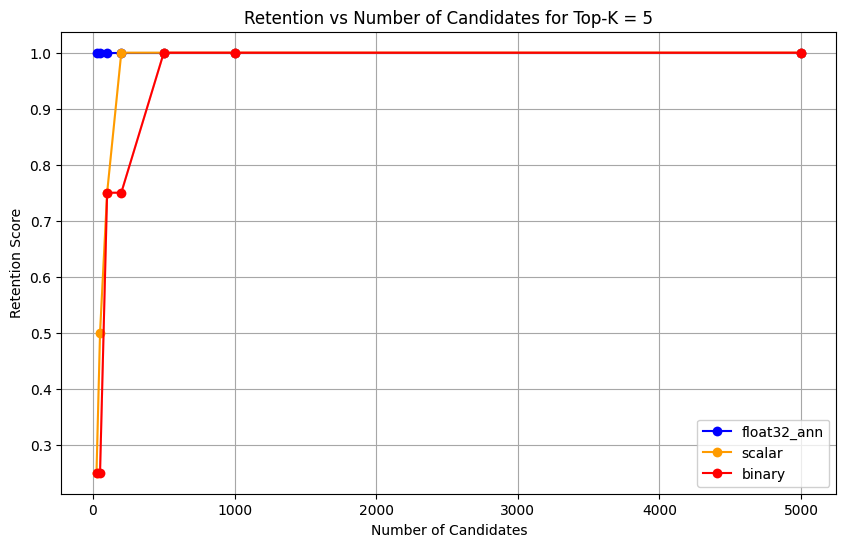 Retention vs Number of Candidates for Top-K = 5
Retention Score
1.0
0.9
0.8
0.7
0.6
0.5
0.4
0.3
0
1000
2000
3000
4000
5000
Number of Candidates
float32_ann
scalar
binary